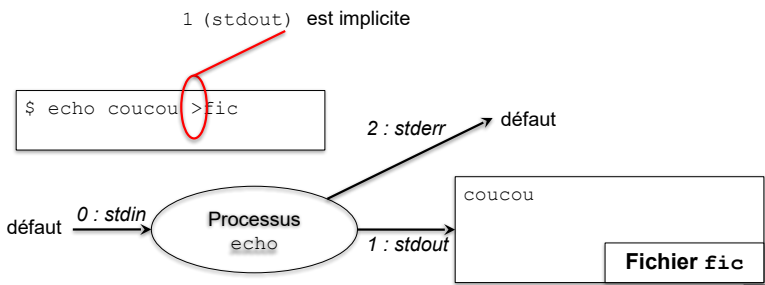 1 (stdout) est implicite
$ echo coucou >fic
2 : stderr
défaut
défaut
0 : stdin
Processus
echo
1 : stdout
coucou
Fichier fic